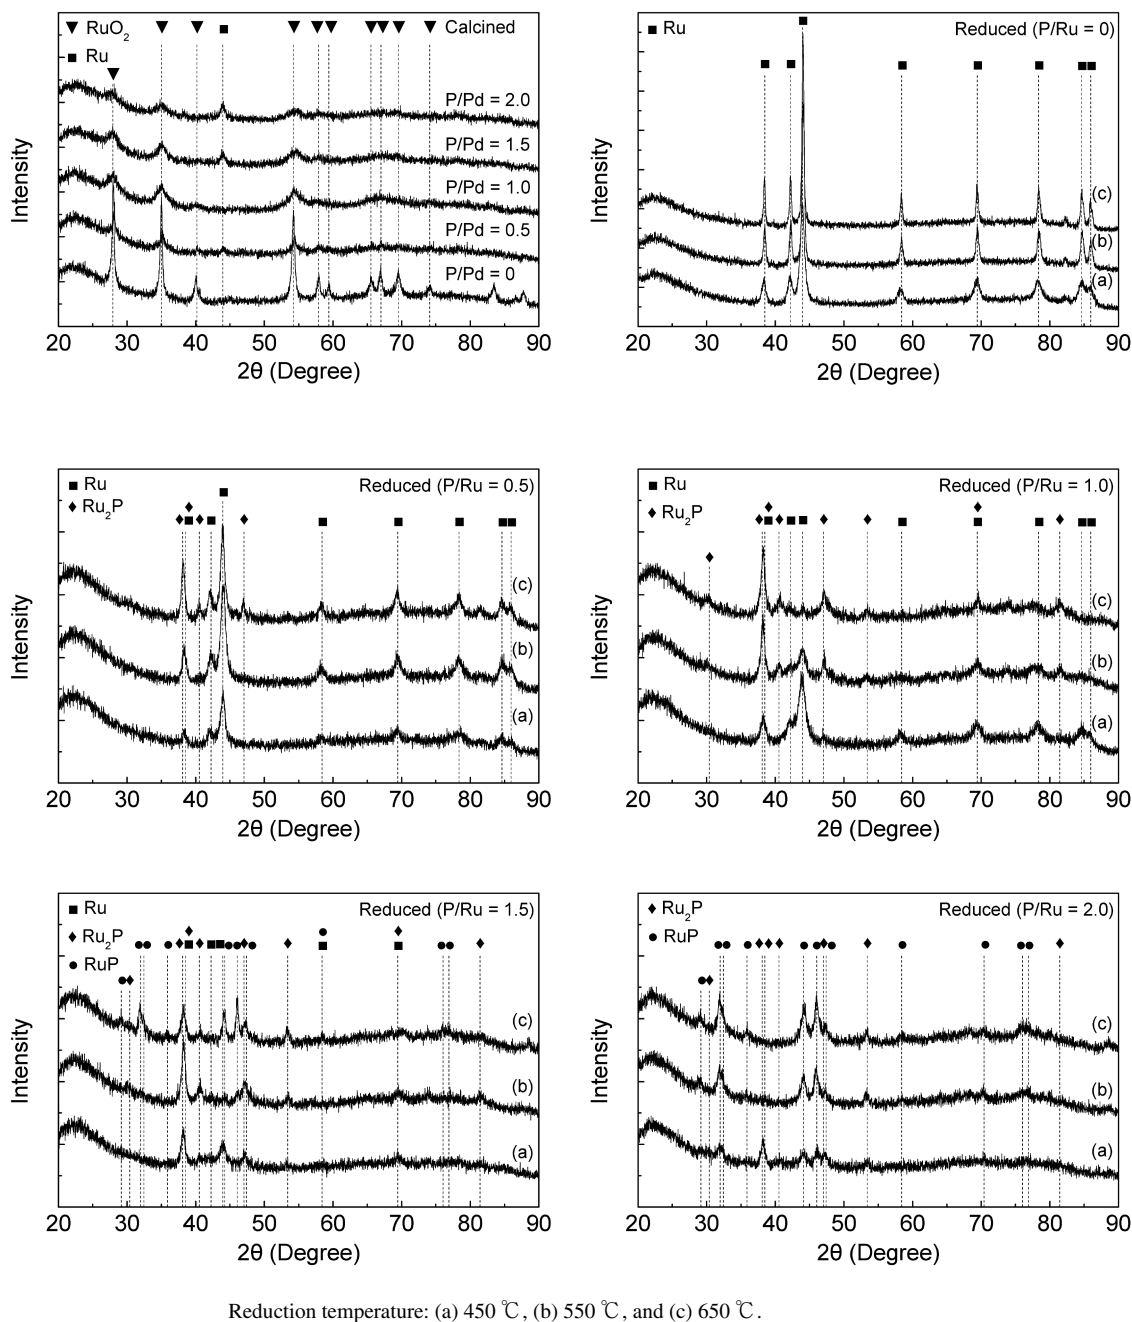 ▼ RuO₂
■ Ru
Calcined
P/Pd = 2.0
P/Pd = 1.5
P/Pd = 1.0
P/Pd = 0.5
P/Pd = 0
Intensity
20 30 40 50 60 70 80 90
2θ (Degree)
■ Ru
Reduced (P/Ru = 0)
(c)
(b)
(a)
Intensity
20 30 40 50 60 70 80 90
2θ (Degree)
■ Ru
♦ Ru₂P
Reduced (P/Ru = 0.5)
(c)
(b)
(a)
Intensity
20 30 40 50 60 70 80 90
2θ (Degree)
■ Ru
♦ Ru₂P
Reduced (P/Ru = 1.0)
(c)
(b)
(a)
Intensity
20 30 40 50 60 70 80 90
2θ (Degree)
■ Ru
♦ Ru₂P
● RuP
Reduced (P/Ru = 1.5)
(c)
(b)
(a)
Intensity
20 30 40 50 60 70 80 90
2θ (Degree)
♦ Ru₂P
● RuP
Reduced (P/Ru = 2.0)
(c)
(b)
(a)
Intensity
20 30 40 50 60 70 80 90
2θ (Degree)
Reduction temperature: (a) 450 ℃, (b) 550 ℃, and (c) 650 ℃.